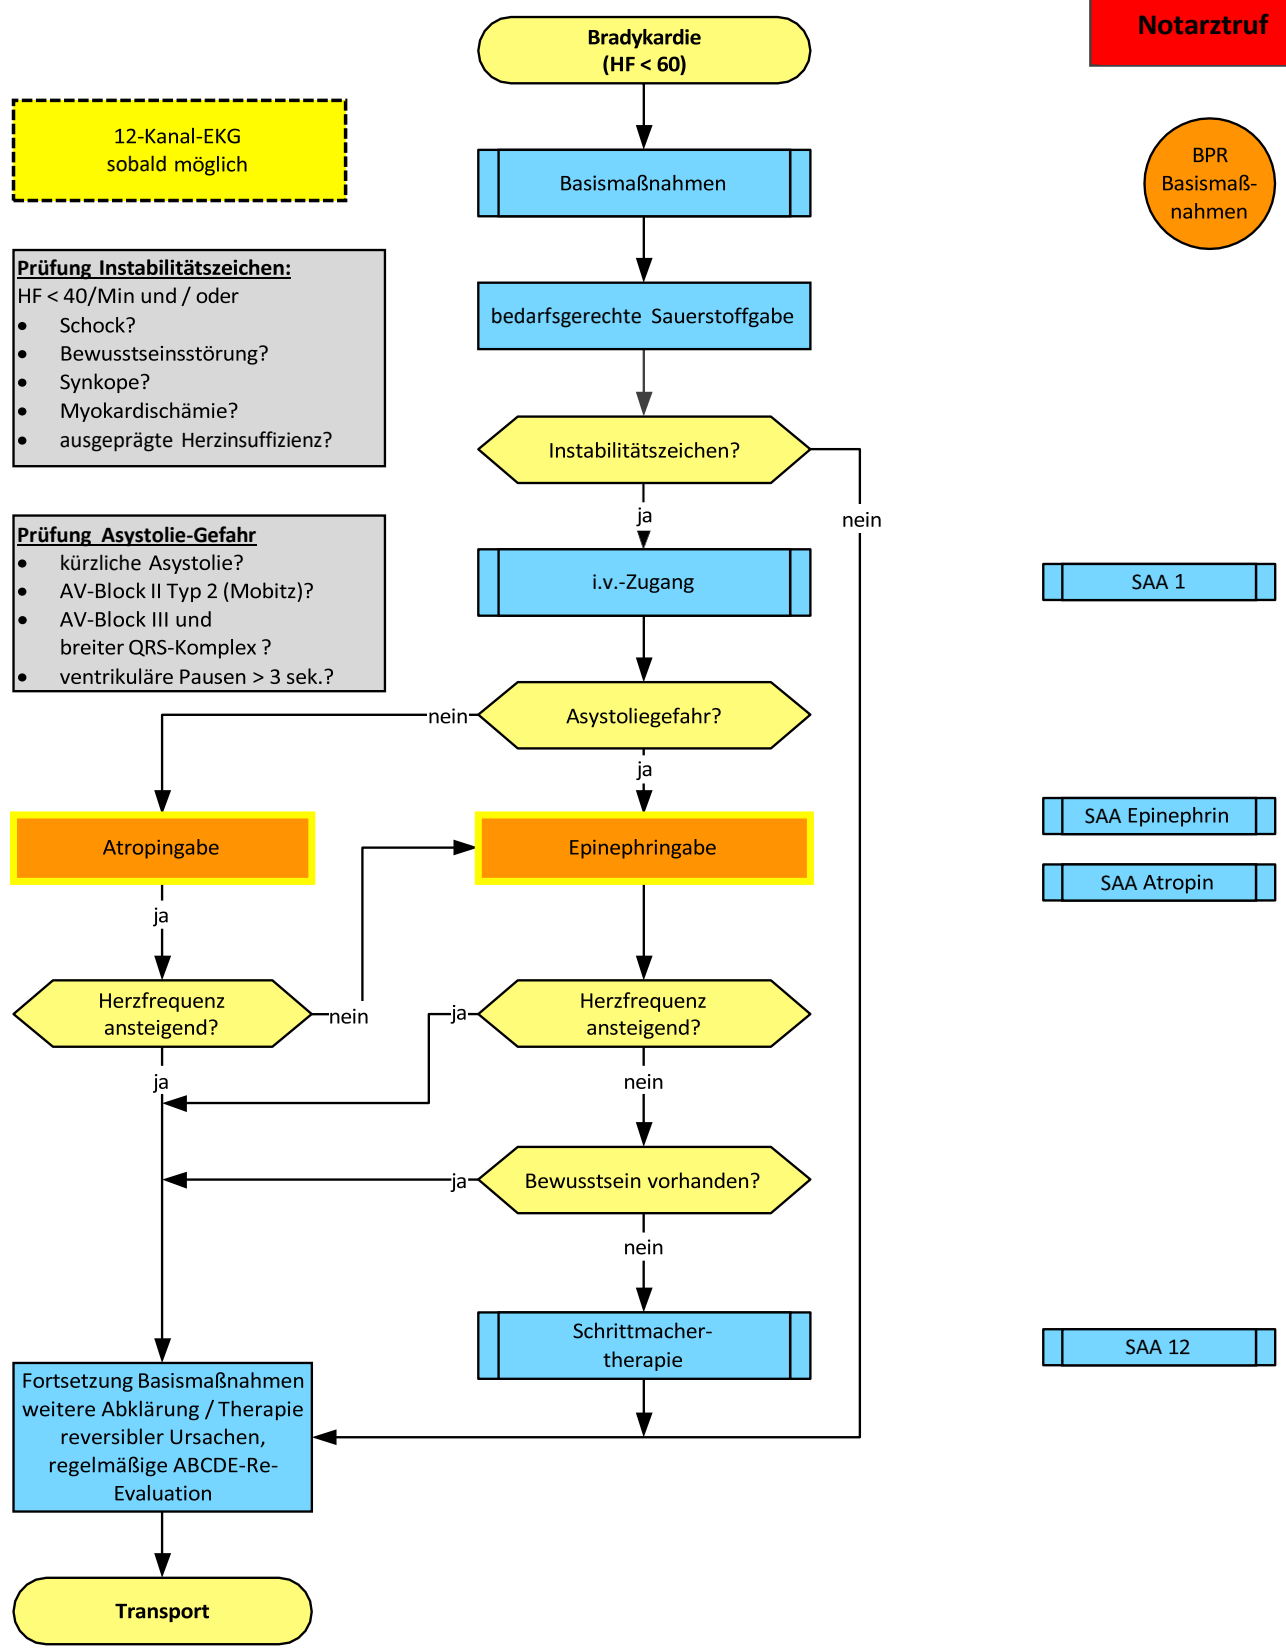 Notarztruf
Bradykardie
(HF < 60)
12-Kanal-EKG
sobald möglich
Basismaßnahmen
BPR
Basismaß-
nahmen
Prüfung Instabilitätszeichen:
HF < 40/Min und / oder
• Schock?
• Bewusstseinsstörung?
• Synkope?
• Myokardischämie?
• ausgeprägte Herzinsuffizienz?
bedarfsgerechte Sauerstoffgabe
Instabilitätszeichen?
ja
nein
Prüfung Asystolie-Gefahr
• kürzliche Asystolie?
• AV-Block II Typ 2 (Mobitz)?
• AV-Block III und
breiter QRS-Komplex ?
• ventrikuläre Pausen > 3 sek.?
i.v.-Zugang
SAA 1
Asystoliegefahr?
nein
ja
Atropingabe
Epinephringabe
SAA Epinephrin
SAA Atropin
ja
Herzfrequenz
ansteigend?
nein
ja
Herzfrequenz
ansteigend?
ja
nein
Bewusstsein vorhanden?
ja
nein
Schrittmacher-
therapie
SAA 12
Fortsetzung Basismaßnahmen
weitere Abklärung / Therapie
reversibler Ursachen,
regelmäßige ABCDE-Re-
Evaluation
Transport